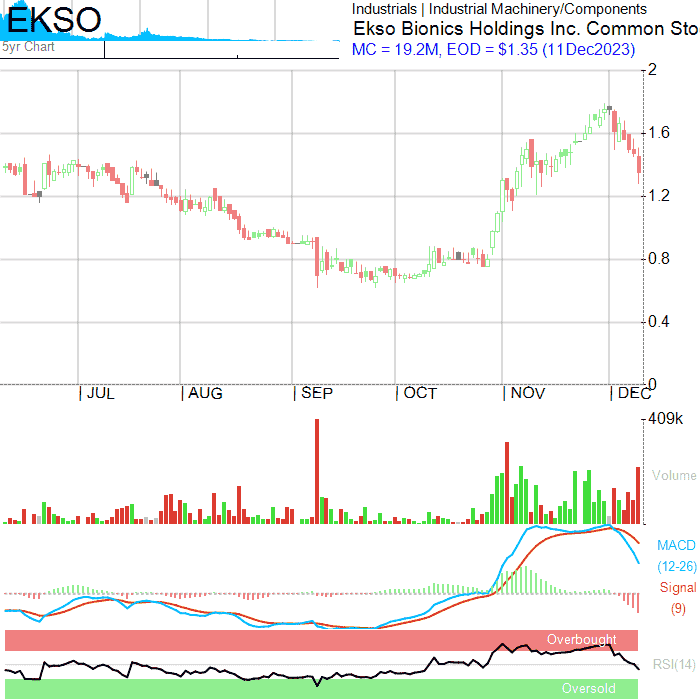 EKSO
5yr Chart
Industrials | Industrial Machinery/Components
Ekso Bionics Holdings Inc. Common Sto
MC = 19.2M, EOD = $1.35 (11Dec2023)
2
1.6
1.2
0.8
0.4
0
| JUL | AUG | SEP | OCT | NOV | DEC
409k
Volume
MACD
(12-26)
Signal
(9)
Overbought
RSI(14)
Oversold